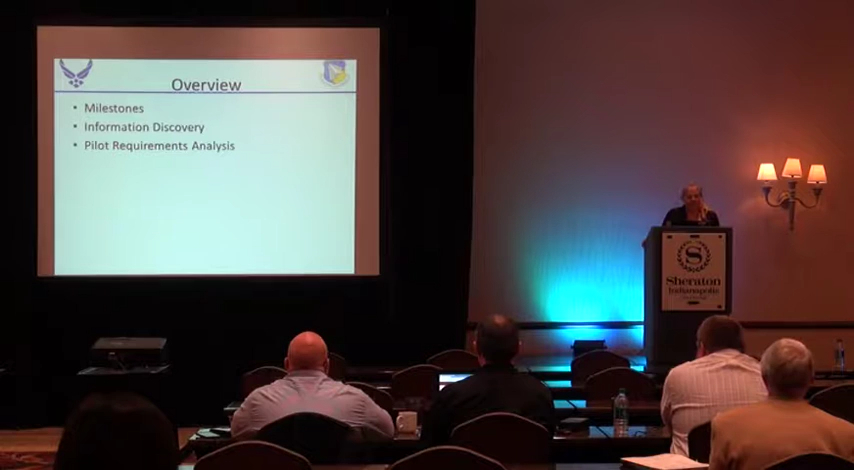 Overview
• Milestones
• Information Discovery
• Pilot Requirements Analysis
S
Sheraton
Indianapolis